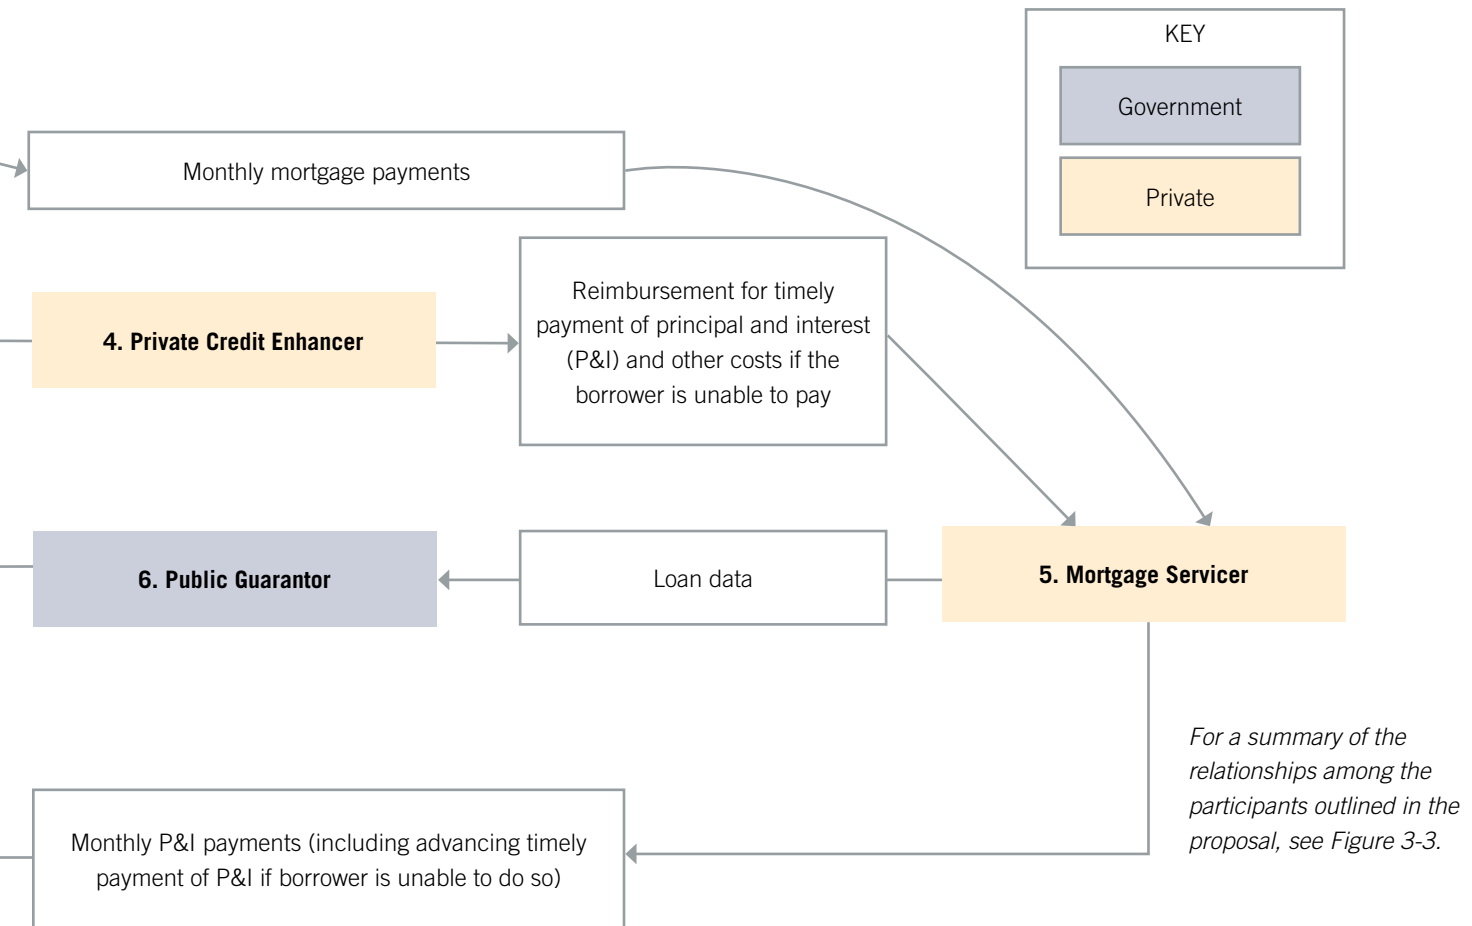 KEY
Government
Private
Monthly mortgage payments
Reimbursement for timely
payment of principal and interest
(P&I) and other costs if the
borrower is unable to pay
4. Private Credit Enhancer
6. Public Guarantor
Loan data
5. Mortgage Servicer
For a summary of the
relationships among the
participants outlined in the
proposal, see Figure 3-3.
Monthly P&I payments (including advancing timely
payment of P&I if borrower is unable to do so)